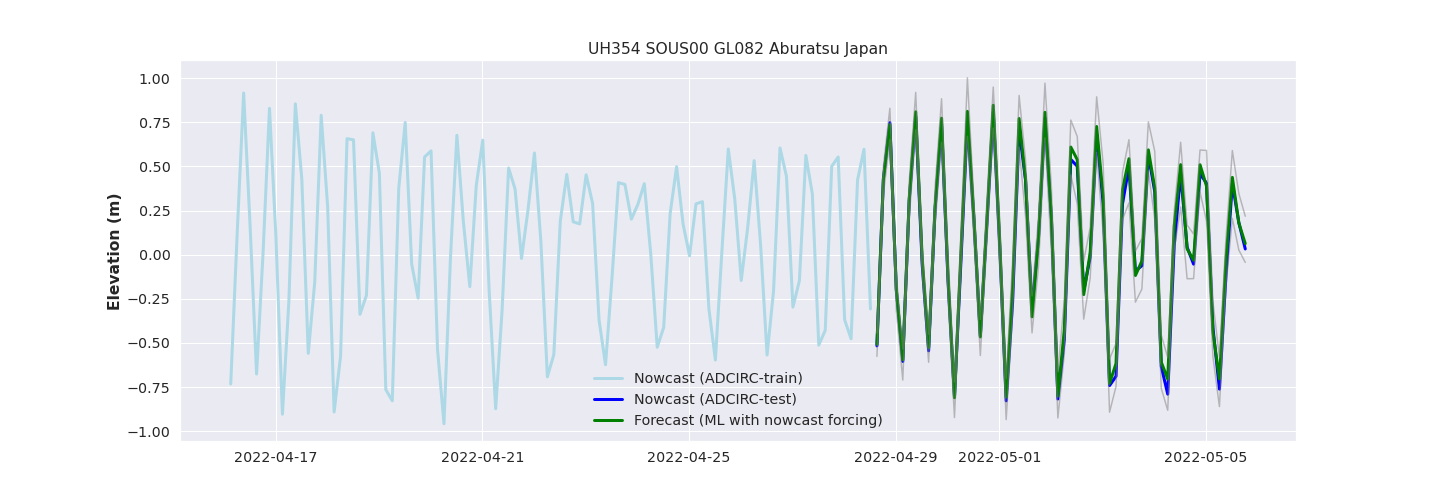 UH354 SOUS00 GL082 Aburatsu Japan
Elevation (m)
1.00
0.75
0.50
0.25
0.00
−0.25
−0.50
−0.75
−1.00
Nowcast (ADCIRC-train)
Nowcast (ADCIRC-test)
Forecast (ML with nowcast forcing)
2022-04-17 2022-04-21 2022-04-25 2022-04-29 2022-05-01 2022-05-05